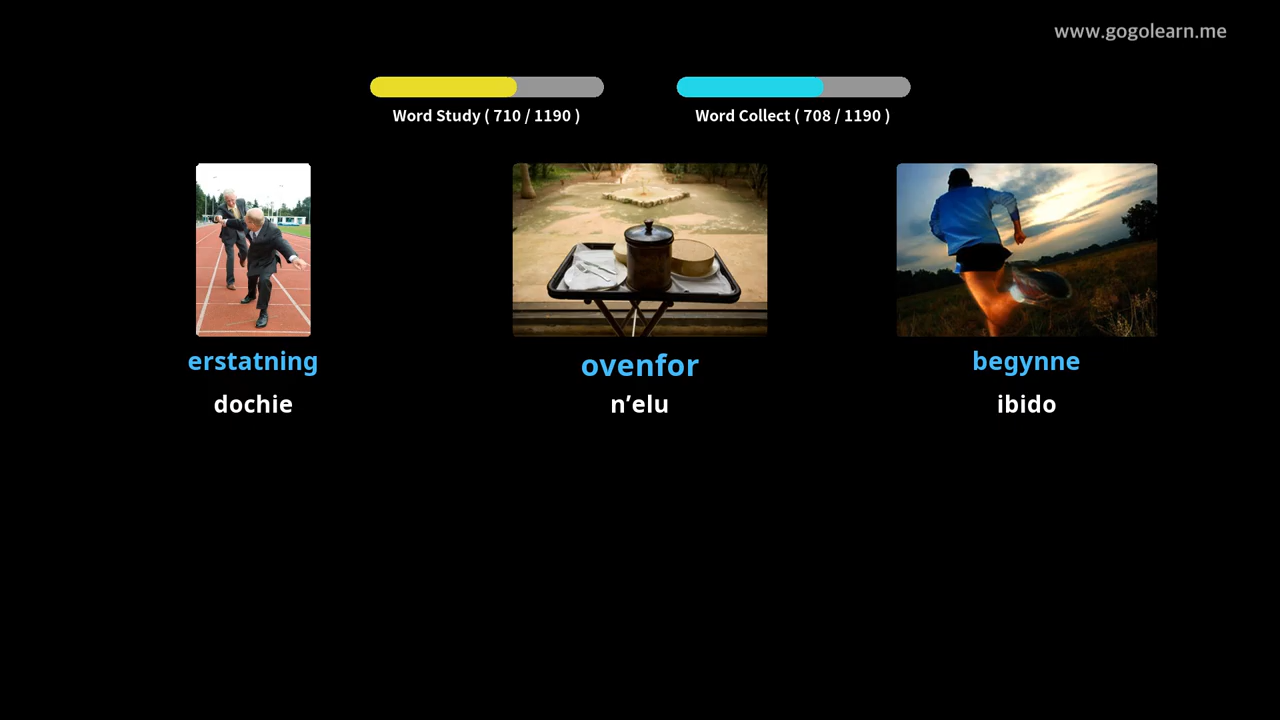 www.gogolearn.me
Word Study ( 710 / 1190 )
Word Collect ( 708 / 1190 )
erstatning
ovenfor
begynne
dochie
n’elu
ibido